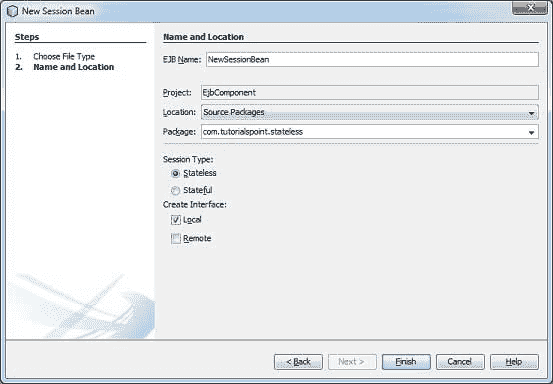 New Session Bean
Steps
1. Choose File Type
2. Name and Location
Name and Location
EJB Name: NewSessionBean
Project: EjbComponent
Location: Source Packages
Package: com.tutorialspoint.stateless
Session Type:
Stateless
Stateful
Create Interface:
Local
Remote
< Back Next > Finish Cancel Help